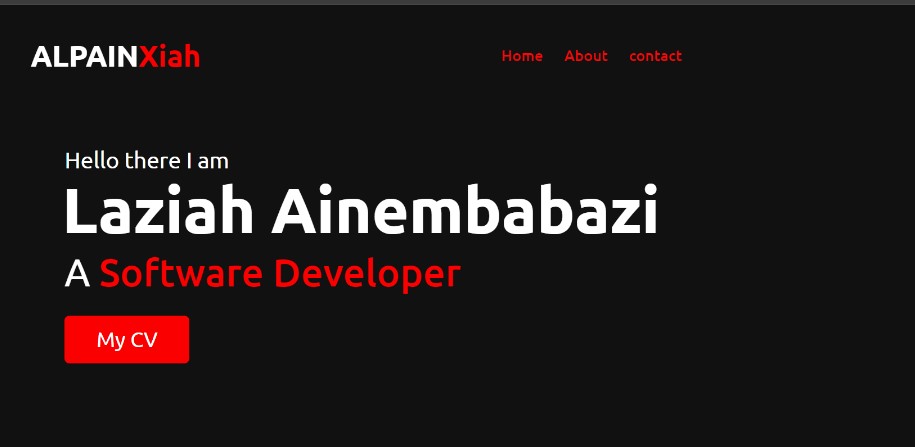 ALPAINXiah
Home About contact
Hello there I am
Laziah Ainembabazi
A Software Developer
My CV